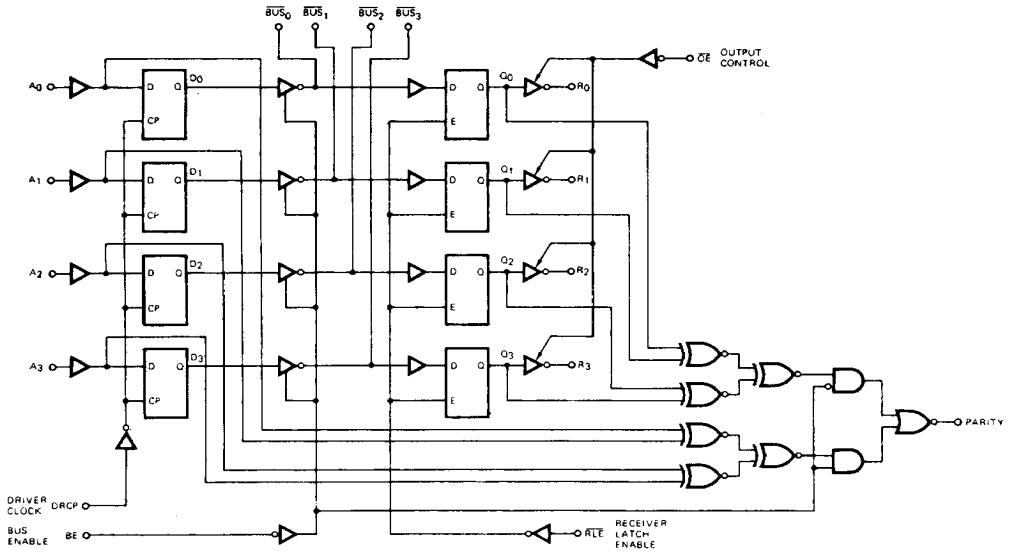 BUS0 BUS1 BUS2 BUS3
OE OUTPUT
CONTROL
A0 D Q D0 D Q Q0 R0
CP E
A1 D Q D1 D Q Q1 R1
CP E
A2 D Q D2 D Q Q2 R2
CP E
A3 D Q D3 D Q Q3 R3
CP E
PARITY
DRIVER
CLOCK DRCP
BUS
ENABLE BE
RLE RECEIVER
LATCH
ENABLE